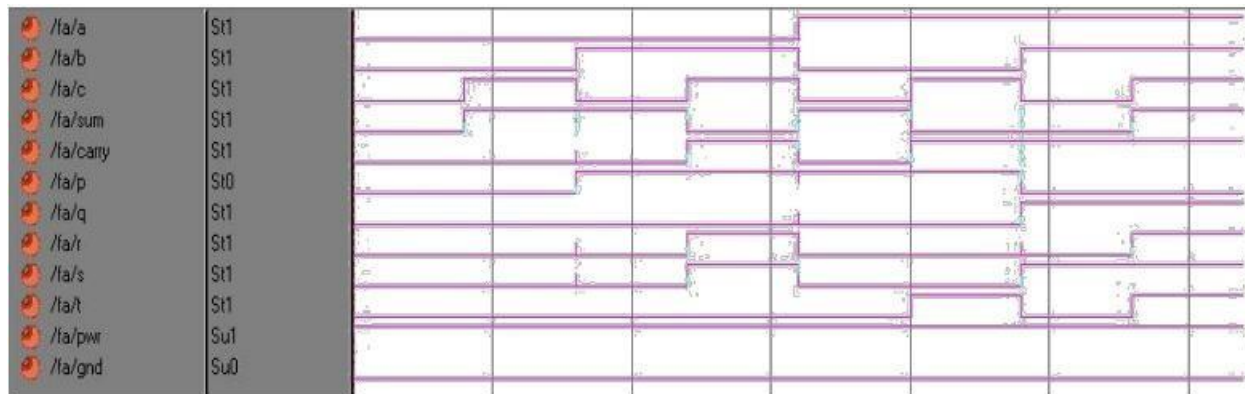 /fa/a St1
/fa/b St1
/fa/c St1
/fa/sum St1
/fa/carry St1
/fa/p St0
/fa/q St1
/fa/r St1
/fa/s St1
/fa/t St1
/fa/pwr Su1
/fa/gnd Su0